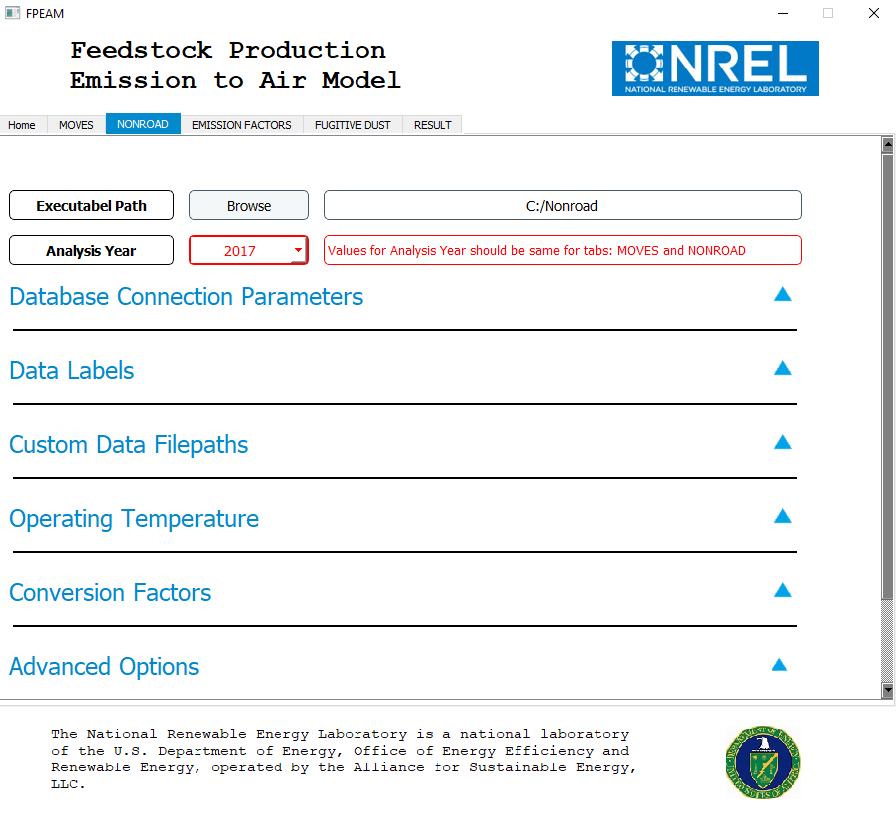 FPEAM
Feedstock Production
Emission to Air Model
NREL
NATIONAL RENEWABLE ENERGY LABORATORY
Home MOVES NONROAD EMISSION FACTORS FUGITIVE DUST RESULT
Executabel Path Browse C:/Nonroad
Analysis Year 2017 Values for Analysis Year should be same for tabs: MOVES and NONROAD
Database Connection Parameters
Data Labels
Custom Data Filepaths
Operating Temperature
Conversion Factors
Advanced Options
The National Renewable Energy Laboratory is a national laboratory
of the U.S. Department of Energy, Office of Energy Efficiency and
Renewable Energy, operated by the Alliance for Sustainable Energy,
LLC.